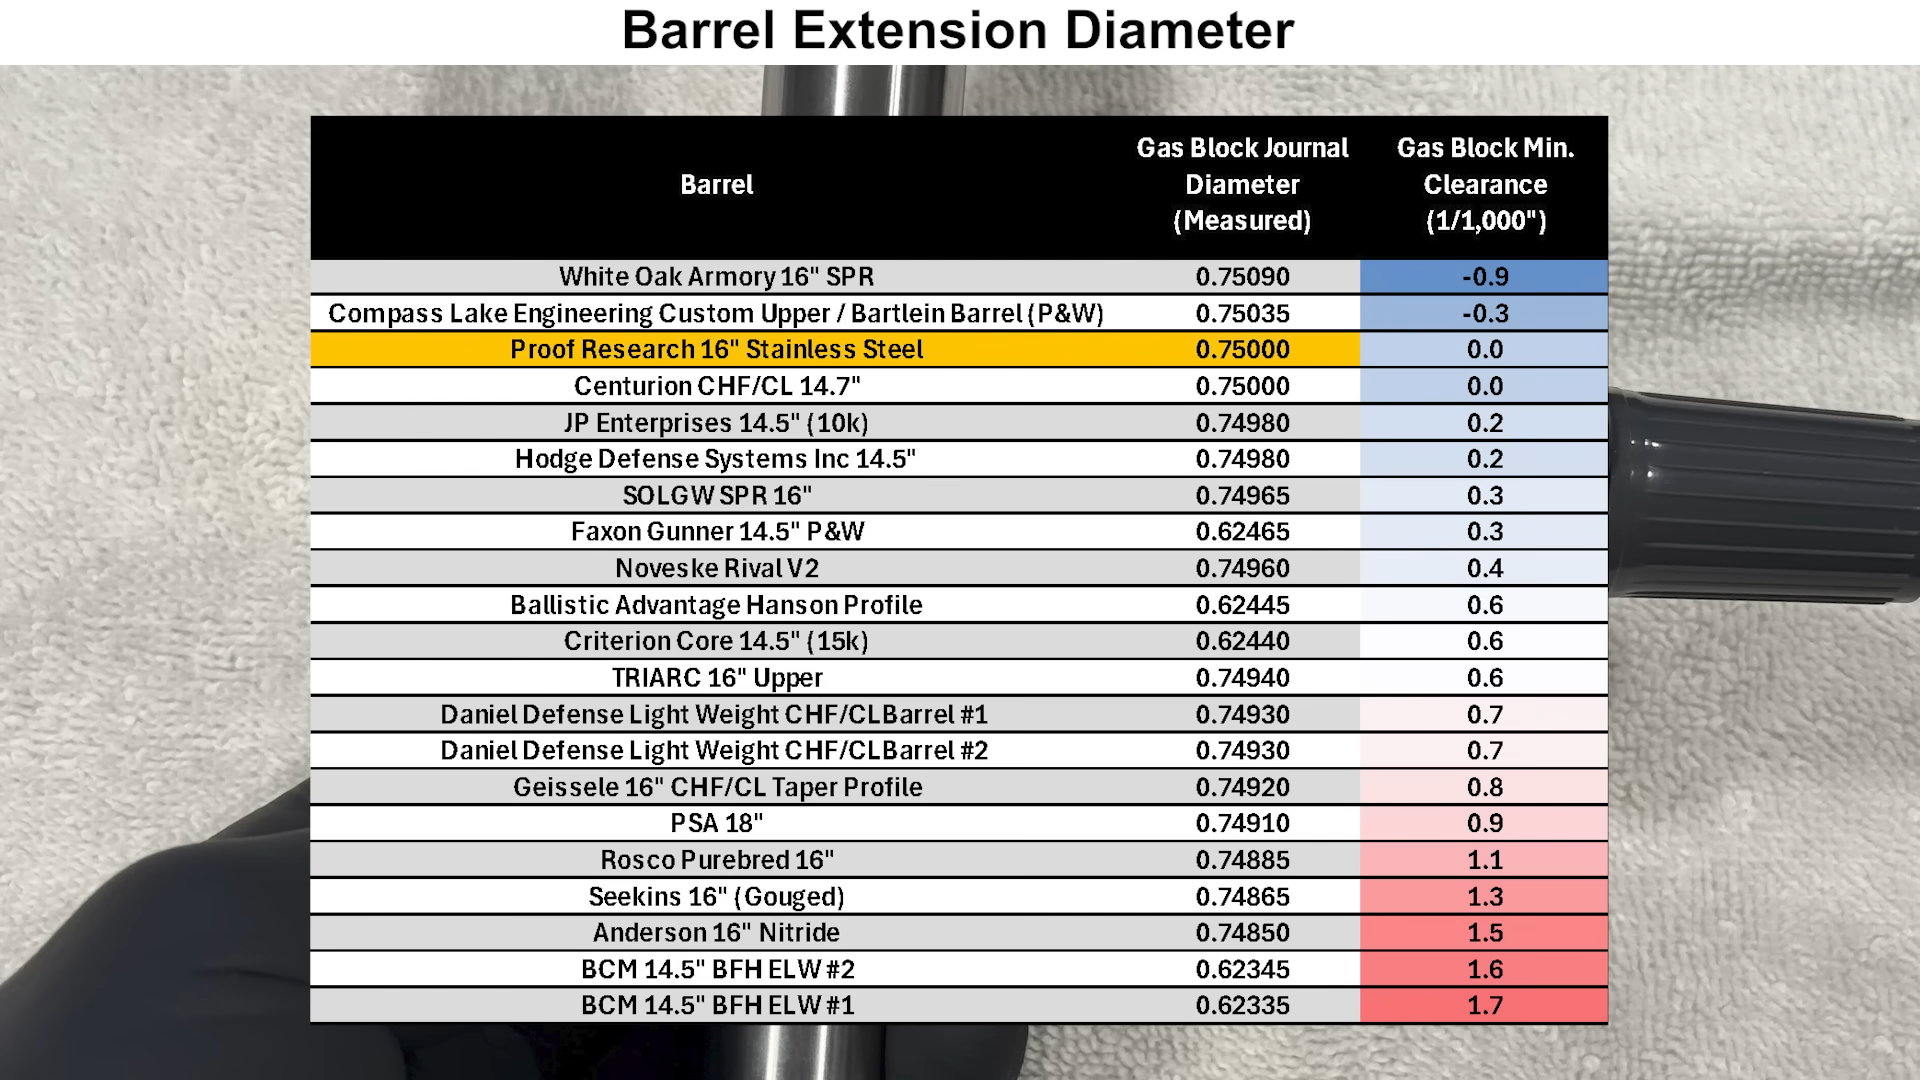 Barrel Extension Diameter
Barrel Gas Block Journal Diameter (Measured) Gas Block Min. Clearance (1/1,000")
White Oak Armory 16" SPR 0.75090 -0.9
Compass Lake Engineering Custom Upper / Bartlein Barrel (P&W) 0.75035 -0.3
Proof Research 16" Stainless Steel 0.75000 0.0
Centurion CHF/CL 14.7" 0.75000 0.0
JP Enterprises 14.5" (10k) 0.74980 0.2
Hodge Defense Systems Inc 14.5" 0.74980 0.2
SOLGW SPR 16" 0.74965 0.3
Faxon Gunner 14.5" P&W 0.62465 0.3
Noveske Rival V2 0.74960 0.4
Ballistic Advantage Hanson Profile 0.62445 0.6
Criterion Core 14.5" (15k) 0.62440 0.6
TRIARC 16" Upper 0.74940 0.6
Daniel Defense Light Weight CHF/CLBarrel #1 0.74930 0.7
Daniel Defense Light Weight CHF/CLBarrel #2 0.74930 0.7
Geissele 16" CHF/CL Taper Profile 0.74920 0.8
PSA 18" 0.74910 0.9
Rosco Purebred 16" 0.74885 1.1
Seekins 16" (Gouged) 0.74865 1.3
Anderson 16" Nitride 0.74850 1.5
BCM 14.5" BFH ELW #2 0.62345 1.6
BCM 14.5" BFH ELW #1 0.62335 1.7